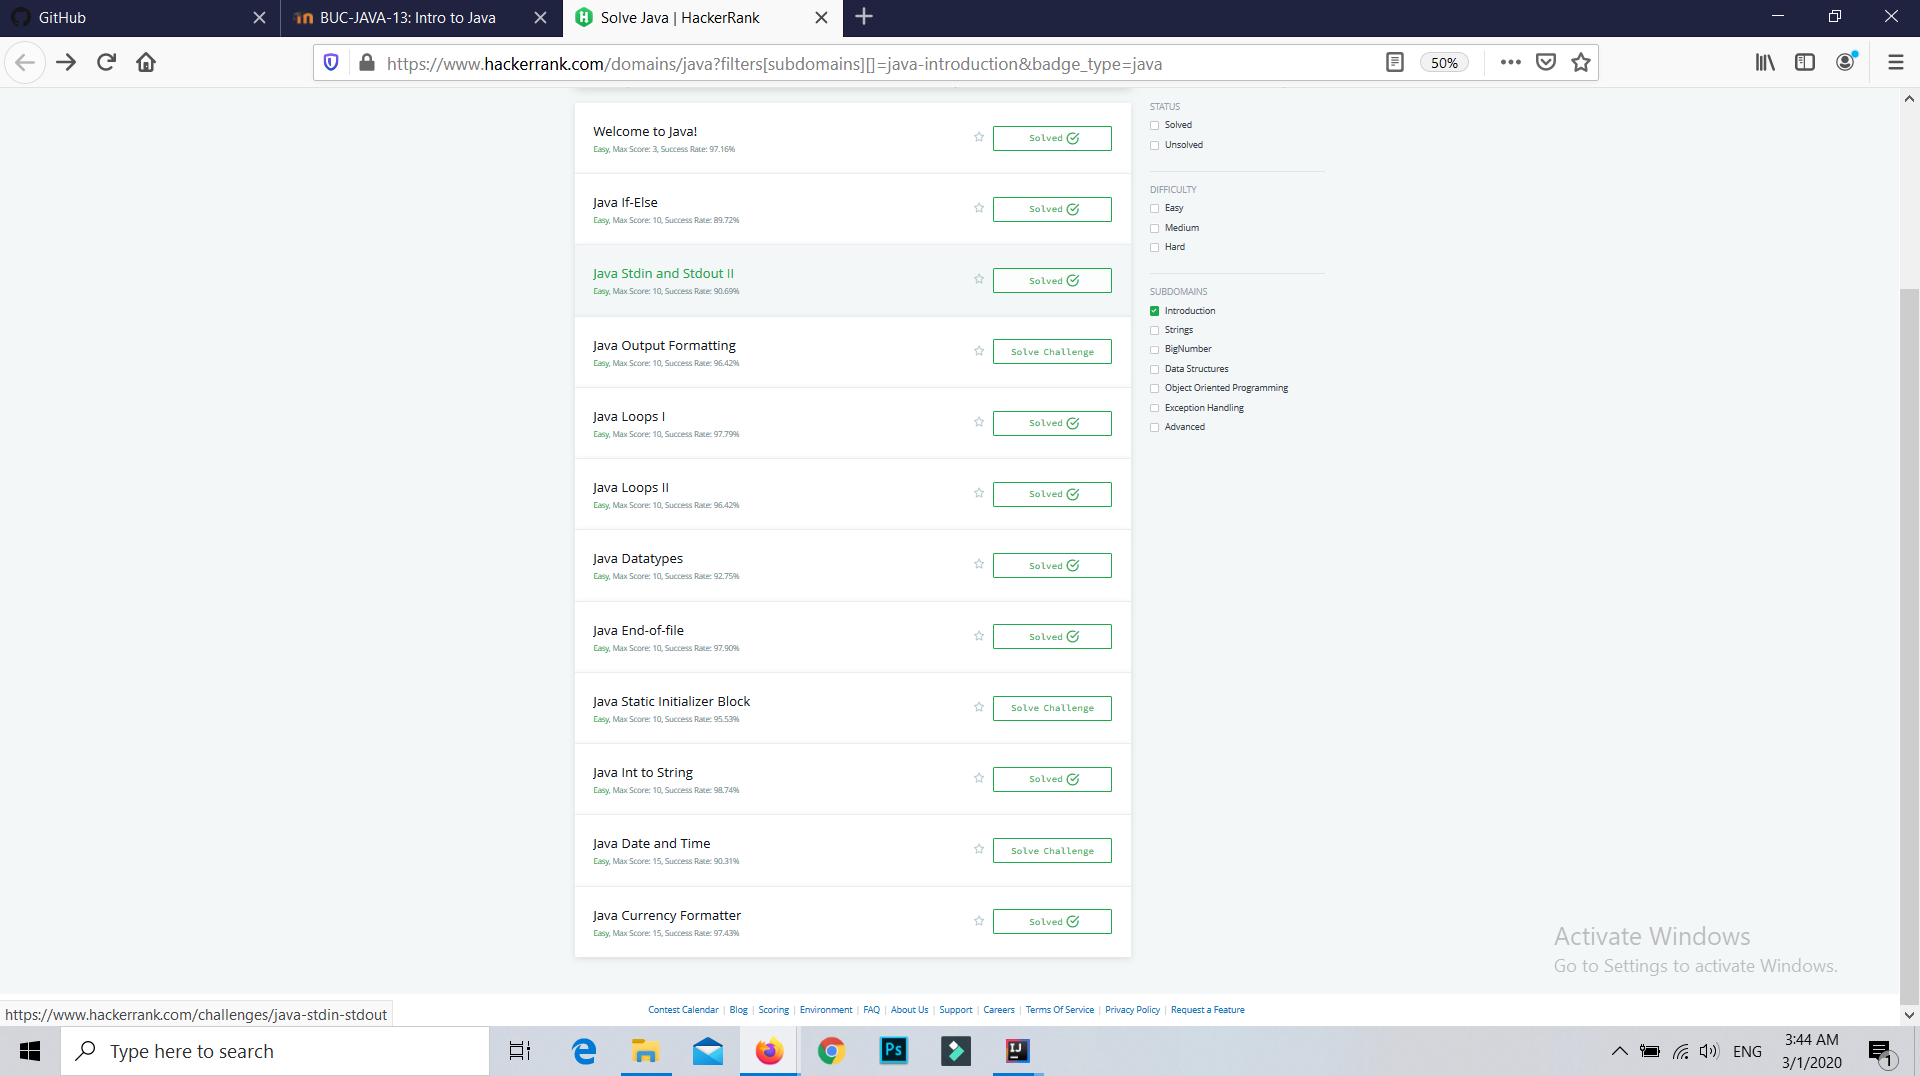 GitHub
BUC-JAVA-13: Intro to Java
Solve Java | HackerRank
https://www.hackerrank.com/domains/java?filters[subdomains][]=java-introduction&badge_type=java
50%
Welcome to Java!
Easy, Max Score: 3, Success Rate: 97.16%
Solved
Java If-Else
Easy, Max Score: 10, Success Rate: 89.72%
Solved
Java Stdin and Stdout II
Easy, Max Score: 10, Success Rate: 90.69%
Solved
Java Output Formatting
Easy, Max Score: 10, Success Rate: 96.42%
Solve Challenge
Java Loops I
Easy, Max Score: 10, Success Rate: 97.79%
Solved
Java Loops II
Easy, Max Score: 10, Success Rate: 96.42%
Solved
Java Datatypes
Easy, Max Score: 10, Success Rate: 92.75%
Solved
Java End-of-file
Easy, Max Score: 10, Success Rate: 97.90%
Solved
Java Static Initializer Block
Easy, Max Score: 10, Success Rate: 95.53%
Solve Challenge
Java Int to String
Easy, Max Score: 10, Success Rate: 98.74%
Solved
Java Date and Time
Easy, Max Score: 15, Success Rate: 90.31%
Solve Challenge
Java Currency Formatter
Easy, Max Score: 15, Success Rate: 97.43%
Solved
STATUS
Solved
Unsolved
DIFFICULTY
Easy
Medium
Hard
SUBDOMAINS
Introduction
Strings
BigNumber
Data Structures
Object Oriented Programming
Exception Handling
Advanced
Activate Windows
Go to Settings to activate Windows.
Contest Calendar | Blog | Scoring | Environment | FAQ | About Us | Support | Careers | Terms Of Service | Privacy Policy | Request a Feature
https://www.hackerrank.com/challenges/java-stdin-stdout
Type here to search
Ps
IJ
ENG
3:44 AM
3/1/2020
1